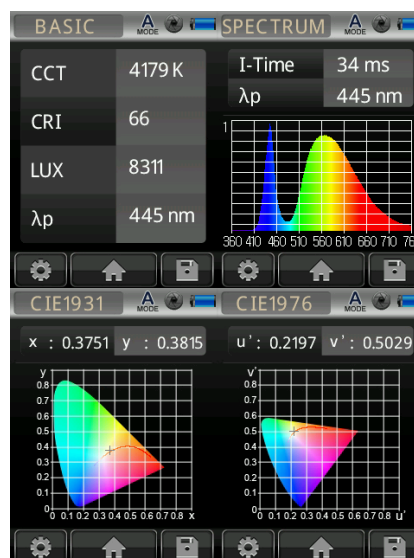 BASIC
A
MODE
CCT 4179 K
CRI 66
LUX 8311
λp 445 nm
SPECTRUM
A
MODE
I-Time 34 ms
λp 445 nm
1
360 410 460 510 560 610 660 710 76
CIE1931
A
MODE
x : 0.3751 y : 0.3815
y
0.8
0.7
0.6
0.5
0.4
0.3
0.2
0.1
0 0.1 0.2 0.3 0.4 0.5 0.6 0.7 0.8 x
CIE1976
A
MODE
u' : 0.2197 v' : 0.5029
v'
0.8
0.7
0.6
0.5
0.4
0.3
0.2
0.1
0 0.1 0.2 0.3 0.4 0.5 0.6 0.7 0.8 u'